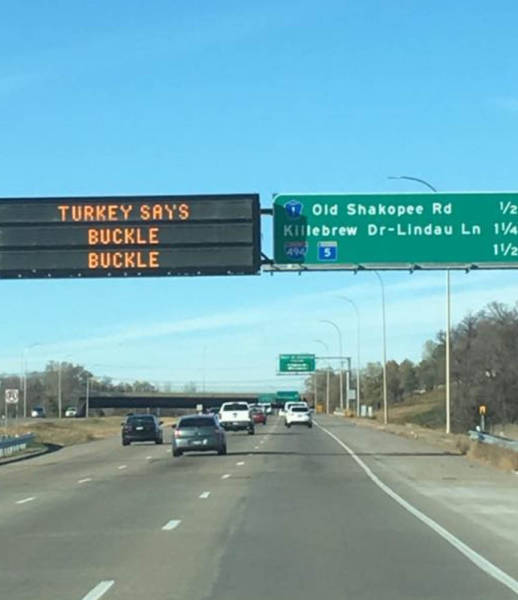 TURKEY SAYS
BUCKLE
BUCKLE
1 Old Shakopee Rd 1/2
Killebrew Dr-Lindau Ln 1 1/4
494 5 1 1/2